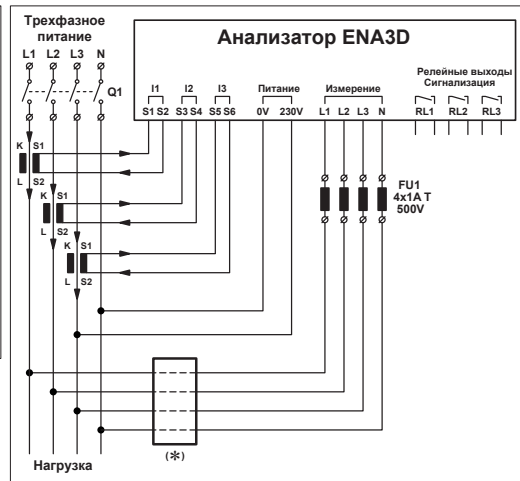 Трехфазное
питание
L1 L2 L3 N
Q1
Анализатор ENA3D
Релейные выходы
Сигнализация
I1 I2 I3 Питание Измерение
S1 S2 S3 S4 S5 S6 0V 230V L1 L2 L3 N RL1 RL2 RL3
K S1
L S2
K S1
L S2
K S1
L S2
FU1
4x1A T
500V
(*)
Нагрузка